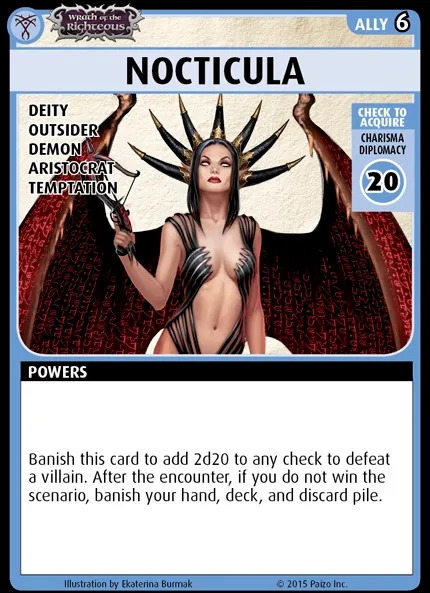 Wrath of the
Righteous
ALLY 6
NOCTICULA
DEITY
OUTSIDER
DEMON
ARISTOCRAT
TEMPTATION
CHECK TO
ACQUIRE
CHARISMA
DIPLOMACY
20
POWERS
Banish this card to add 2d20 to any check to defeat
a villain. After the encounter, if you do not win the
scenario, banish your hand, deck, and discard pile.
Illustration by Ekaterina Burmak
© 2015 Paizo Inc.